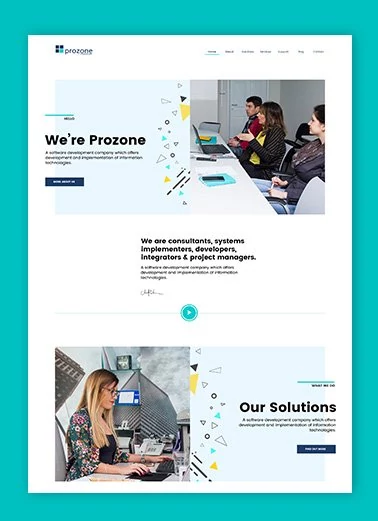 prozone
Home About Services Support Blog Contact
HELLO
We're Prozone
A software development company which offers
development and implementation of information
technologies.
MORE ABOUT US
We are consultants, systems
implementers, developers,
integrators & project managers.
A software development company which offers
development and implementation of information
technologies.
WHAT WE DO
Our Solutions
A software development company which offers
development and implementation of information
technologies.
FIND OUT MORE